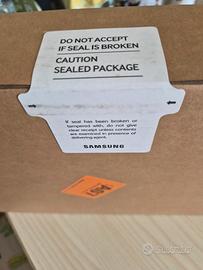 DO NOT ACCEPT
IF SEAL IS BROKEN
CAUTION
SEALED PACKAGE
If seal has been broken or
tampered with, do not give
clear receipt unless contents
are examined in presence of
delivering agent.
SAMSUNG